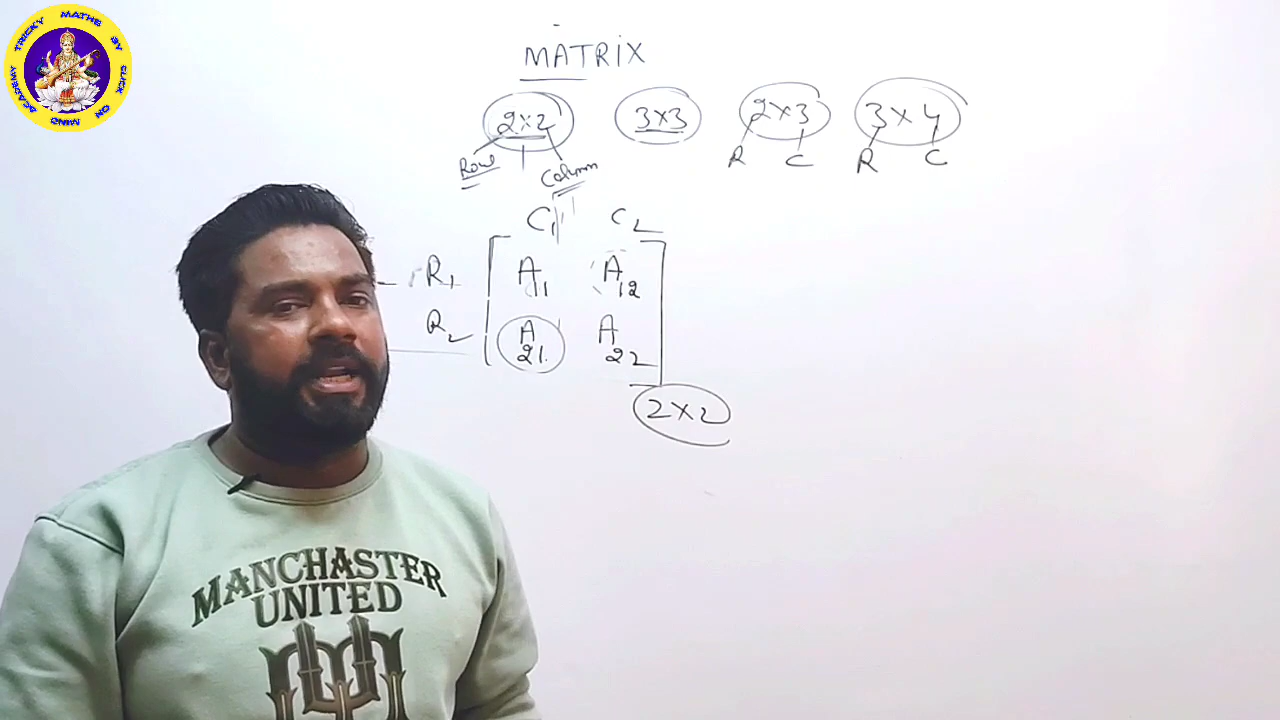 TRICKY MATHS BY CLICK ON MIND ACADEMY
MATRIX
2×2 3×3 2×3 3×4
Row Column R C R C
C1 C2
R1 A11 A12
R2 A21 A22
2×2
MANCHASTER
UNITED